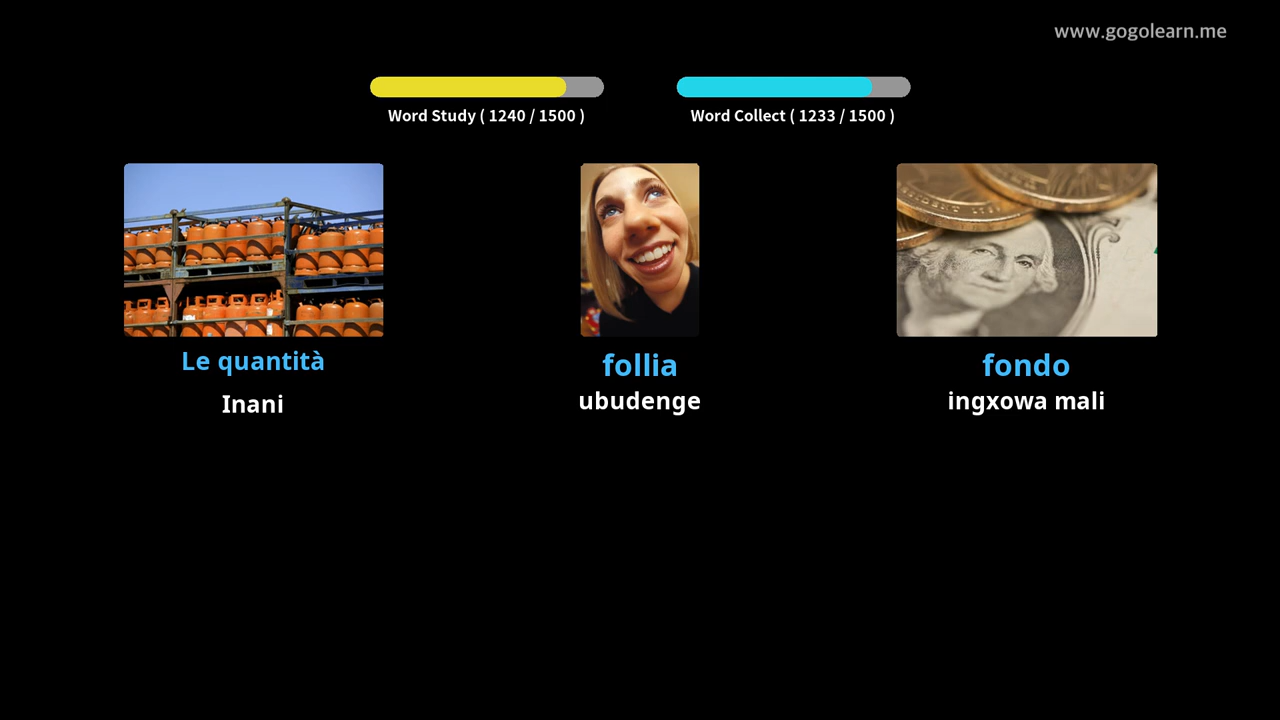 www.gogolearn.me
Word Study ( 1240 / 1500 )
Word Collect ( 1233 / 1500 )
Le quantità
Inani
follia
ubudenge
fondo
ingxowa mali